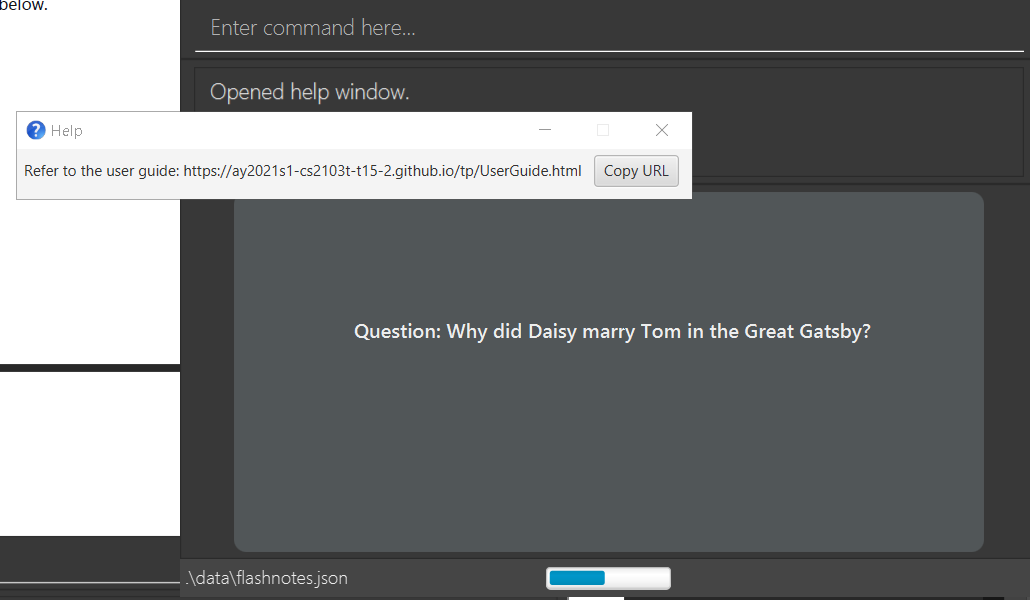 below.
Enter command here...
Opened help window.
Help
Refer to the user guide: https://ay2021s1-cs2103t-t15-2.github.io/tp/UserGuide.html Copy URL
Question: Why did Daisy marry Tom in the Great Gatsby?
.\data\flashnotes.json